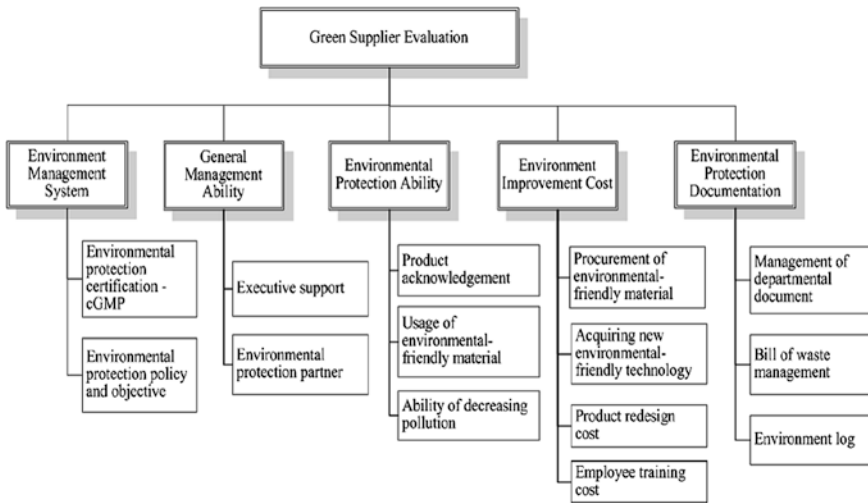 Green Supplier Evaluation
Environment
Management
System
General
Management
Ability
Environmental
Protection Ability
Environment
Improvement Cost
Environmental
Protection
Documentation
Environmental
protection
certification -
cGMP
Environmental
protection policy
and objective
Executive support
Environmental
protection partner
Product
acknowledgement
Usage of
environmental-
friendly material
Ability of decreasing
pollution
Procurement of
environmental-
friendly material
Acquiring new
environmental-
friendly technology
Product redesign
cost
Employee training
cost
Management of
departmental
document
Bill of waste
management
Environment log